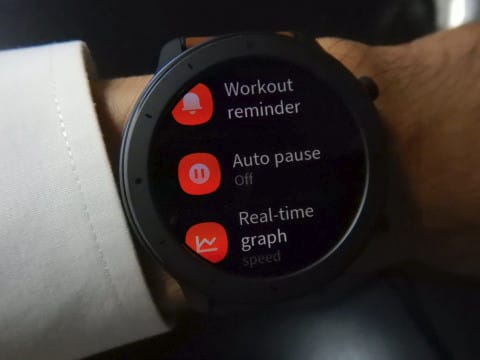 Workout
reminder
Auto pause
Off
Real-time
graph
speed